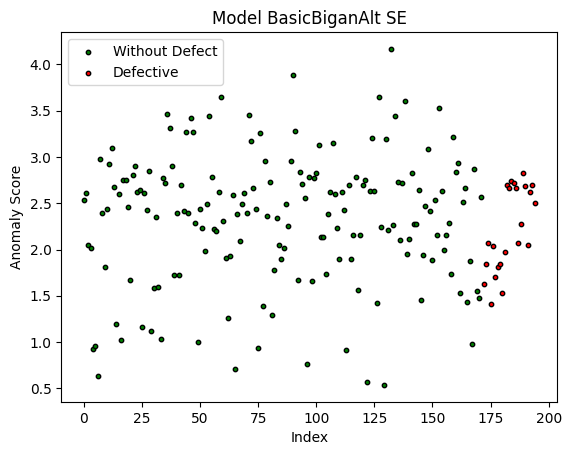 Model BasicBiganAlt SE
Without Defect
Defective
Anomaly Score
4.0
3.5
3.0
2.5
2.0
1.5
1.0
0.5
0 25 50 75 100 125 150 175 200
Index